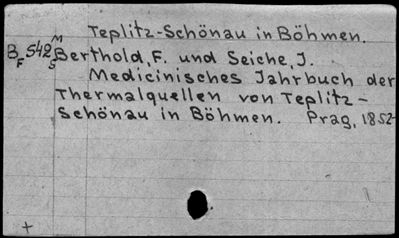 Teplitz-Schönau in Böhmen.
B F 542 M S Berthold, F. und Seiche, J.
Medicinisches Jahrbuch der
Thermalquellen von Teplitz-
Schönau in Böhmen. Prag, 1852-
+